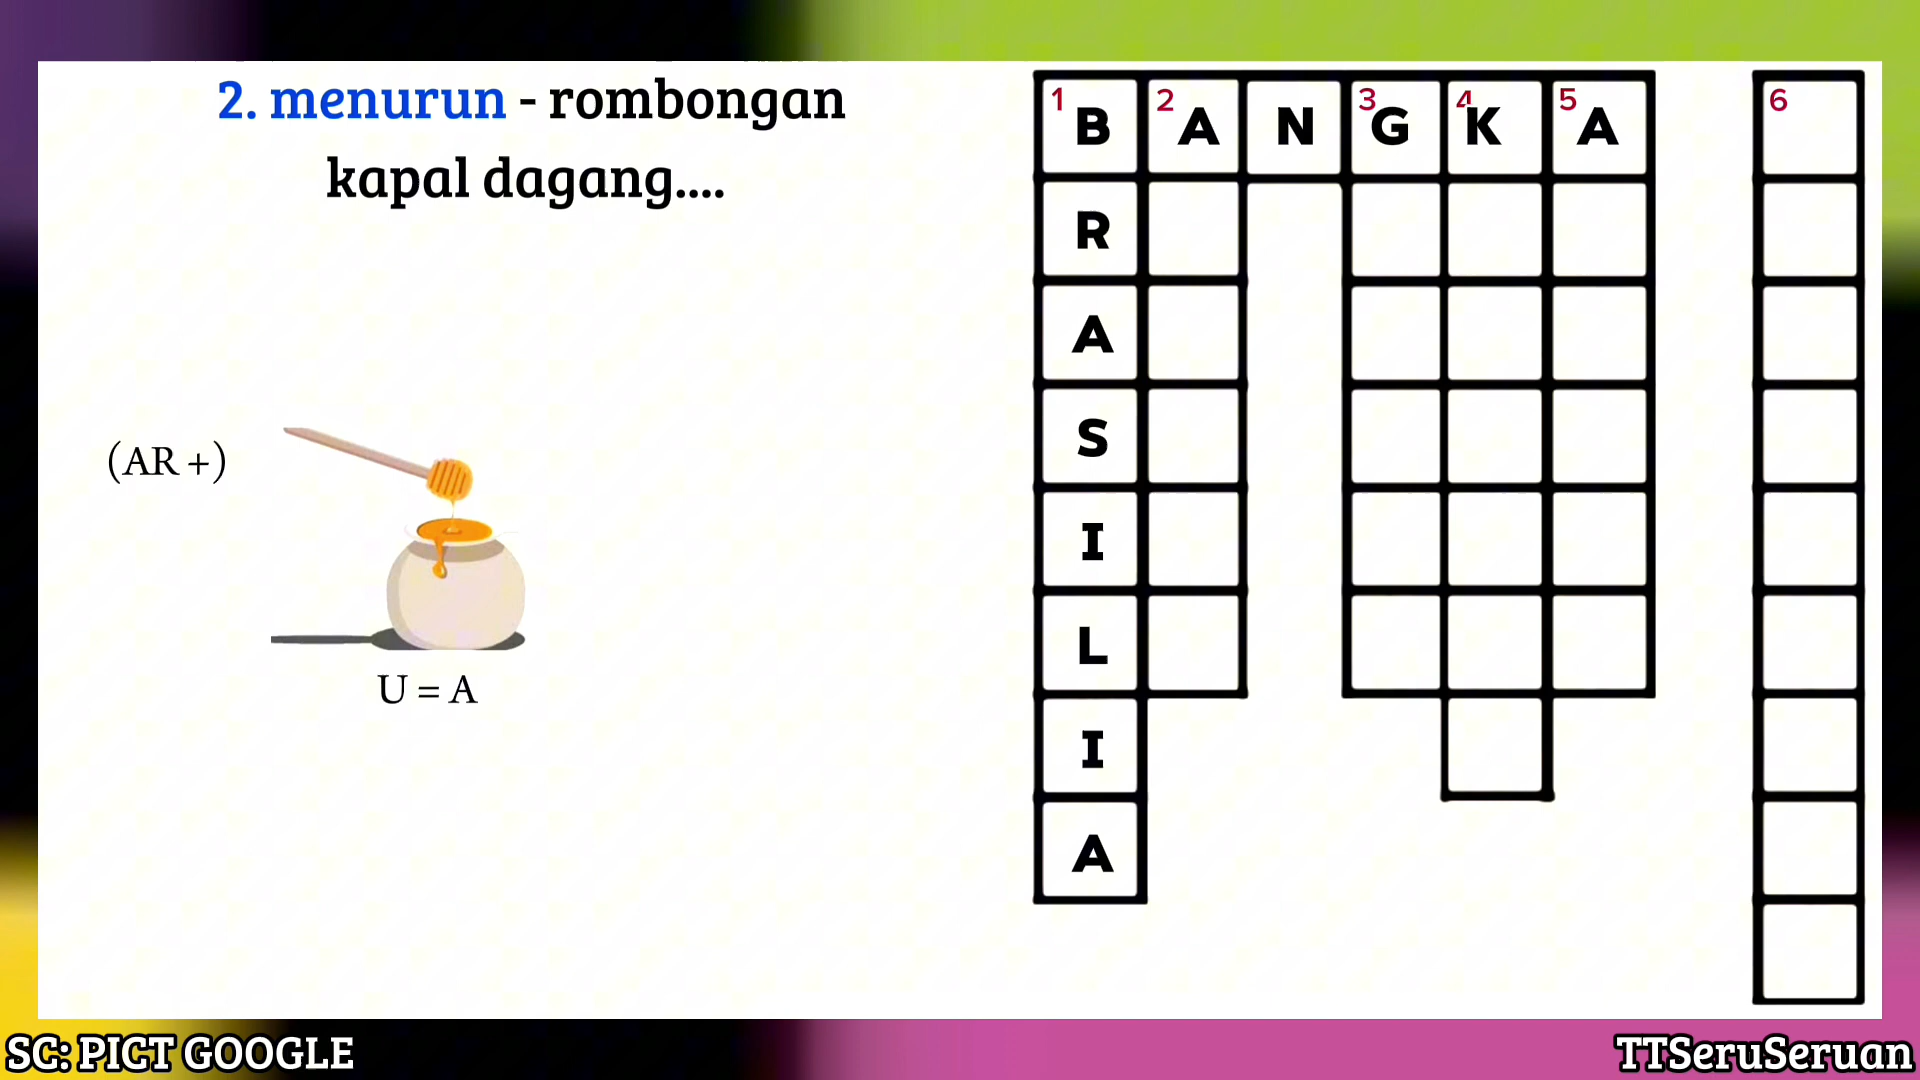 2. menurun - rombongan
kapal dagang....
(AR +)
U = A
1 B 2 A N 3 G 4 K 5 A 6
R
A
S
I
L
I
A
SC: PICT GOOGLE
TTSeruSeruan